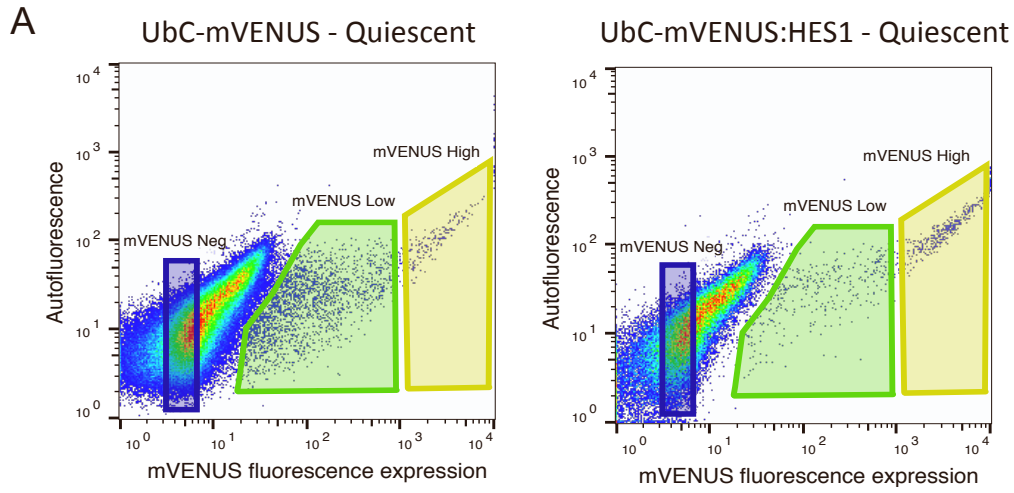 A
UbC-mVENUS - Quiescent
UbC-mVENUS:HES1 - Quiescent
Autofluorescence
10^4
10^3
10^2
10^1
10^0
mVENUS Neg
mVENUS Low
mVENUS High
10^0 10^1 10^2 10^3 10^4
mVENUS fluorescence expression
Autofluorescence
10^4
10^3
10^2
10^1
10^0
mVENUS Neg
mVENUS Low
mVENUS High
10^0 10^1 10^2 10^3 10^4
mVENUS fluorescence expression